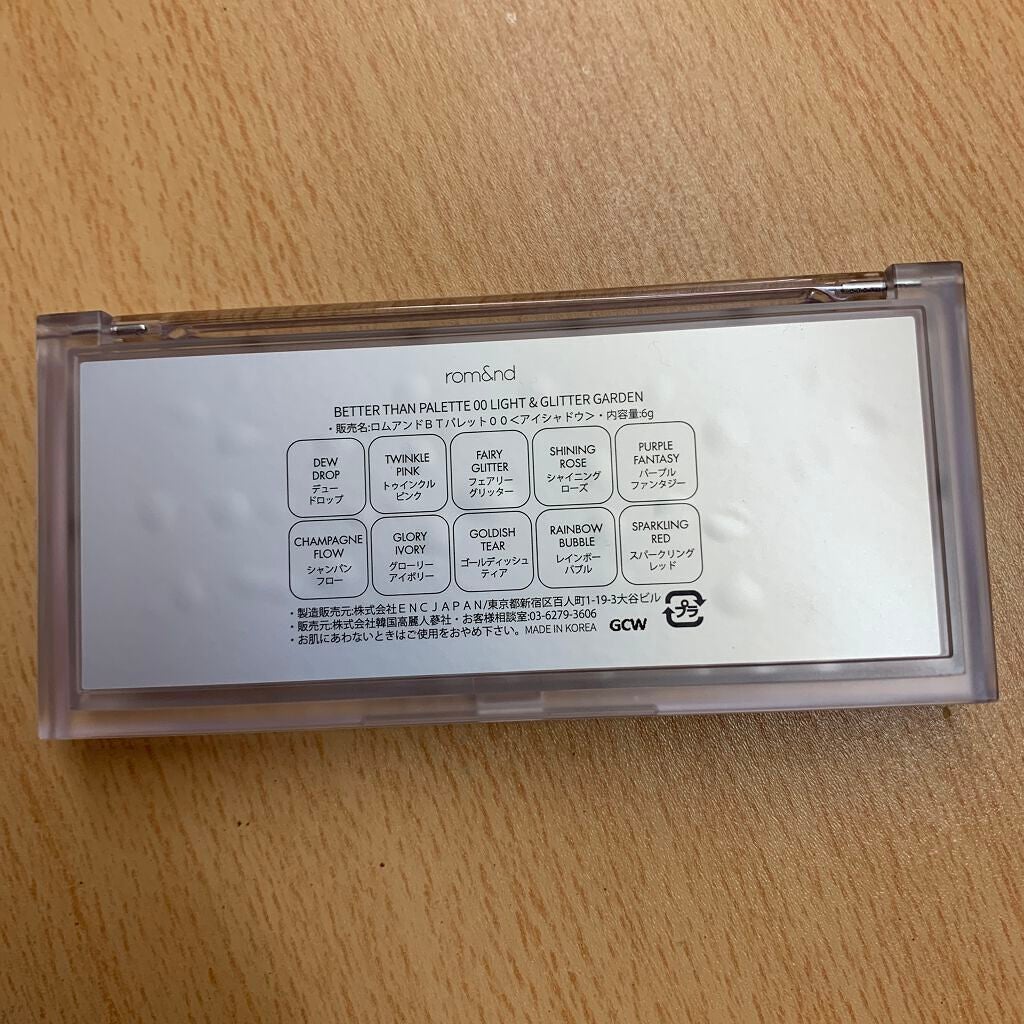 rom&nd
BETTER THAN PALETTE 00 LIGHT & GLITTER GARDEN
・販売名:ロムアンドＢＴパレット００＜アイシャドウ＞・内容量:6g
DEW
DROP
デュー
ドロップ
TWINKLE
PINK
トゥインクル
ピンク
FAIRY
GLITTER
フェアリー
グリッター
SHINING
ROSE
シャイニング
ローズ
PURPLE
FANTASY
パープル
ファンタジー
CHAMPAGNE
FLOW
シャンパン
フロー
GLORY
IVORY
グローリー
アイボリー
GOLDISH
TEAR
ゴールディッシュ
ティア
RAINBOW
BUBBLE
レインボー
バブル
SPARKLING
RED
スパークリング
レッド
・製造販売元:株式会社ＥＮＣ ＪＡＰＡＮ/東京都新宿区百人町1-19-3大谷ビル
・販売元:株式会社韓国高麗人蔘社・お客様相談室:03-6279-3606
・お肌にあわないときはご使用をおやめ下さい。MADE IN KOREA GCW
プラ